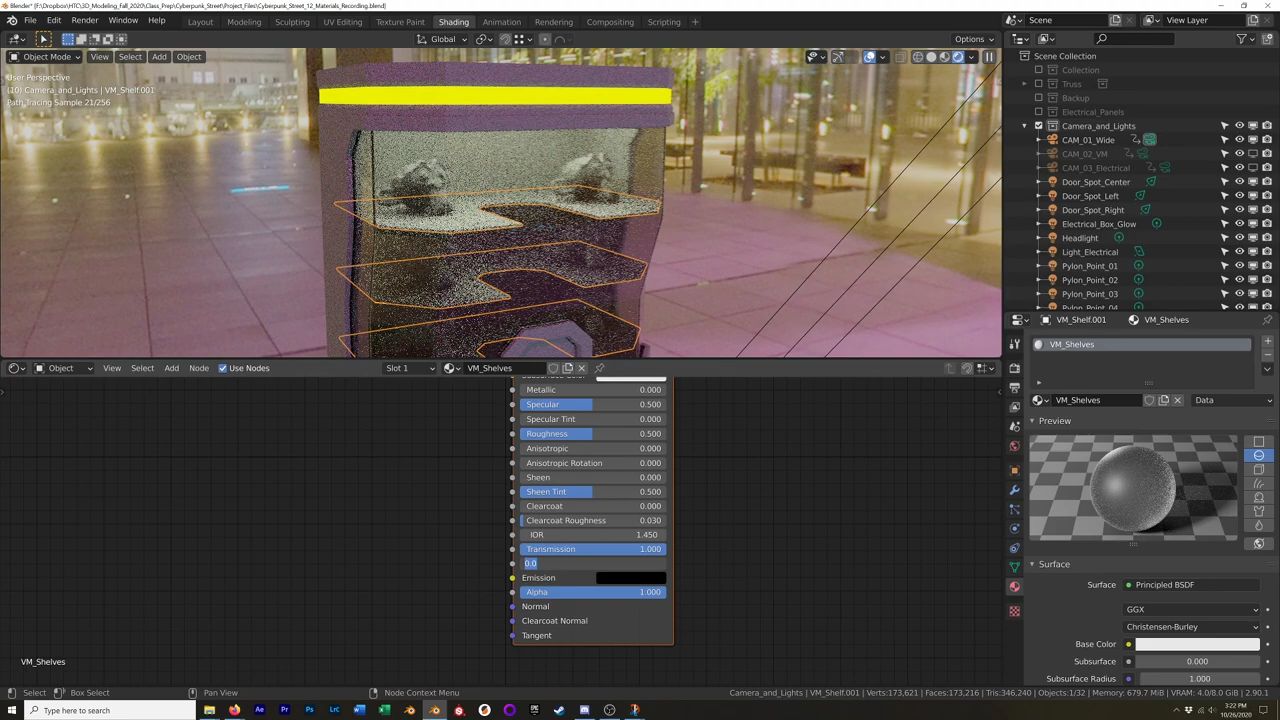 Blender* [F:\Dropbox\HTC\3D_Modeling_Fall_2020\Class_Prep\Cyberpunk_Street\Project_Files\Cyberpunk_Street_12_Materials_Recording.blend]
File Edit Render Window Help Layout Modeling Sculpting UV Editing Texture Paint Shading Animation Rendering Compositing Scripting + Scene View Layer
Global Options
Object Mode View Select Add Object
User Perspective
(10) Camera_and_Lights | VM_Shelf.001
Path Tracing Sample 21/256
Scene Collection
Collection
Truss
Backup
Electrical_Panels
Camera_and_Lights
CAM_01_Wide
CAM_02_VM
CAM_03_Electrical
Door_Spot_Center
Door_Spot_Left
Door_Spot_Right
Electrical_Box_Glow
Headlight
Light_Electrical
Pylon_Point_01
Pylon_Point_02
Pylon_Point_03
Pylon_Point_04
VM_Shelf.001 VM_Shelves
VM_Shelves
VM_Shelves Data
Preview
Surface
Surface Principled BSDF
GGX
Christensen-Burley
Base Color
Subsurface 0.000
Subsurface Radius 1.000
Object View Select Add Node Use Nodes Slot 1 VM_Shelves
Metallic 0.000
Specular 0.500
Specular Tint 0.000
Roughness 0.500
Anisotropic 0.000
Anisotropic Rotation 0.000
Sheen 0.000
Sheen Tint 0.500
Clearcoat 0.000
Clearcoat Roughness 0.030
IOR 1.450
Transmission 1.000
0.0
Emission
Alpha 1.000
Normal
Clearcoat Normal
Tangent
VM_Shelves
Select Box Select Pan View Node Context Menu Camera_and_Lights | VM_Shelf.001 | Verts:173,621 | Faces:173,216 | Tris:346,240 | Objects:1/32 | Memory: 679.7 MiB | VRAM: 4.0/8.0 GiB | 2.90.1
Type here to search
Ae Pr Ps Lr
3:22 PM
10/26/2020